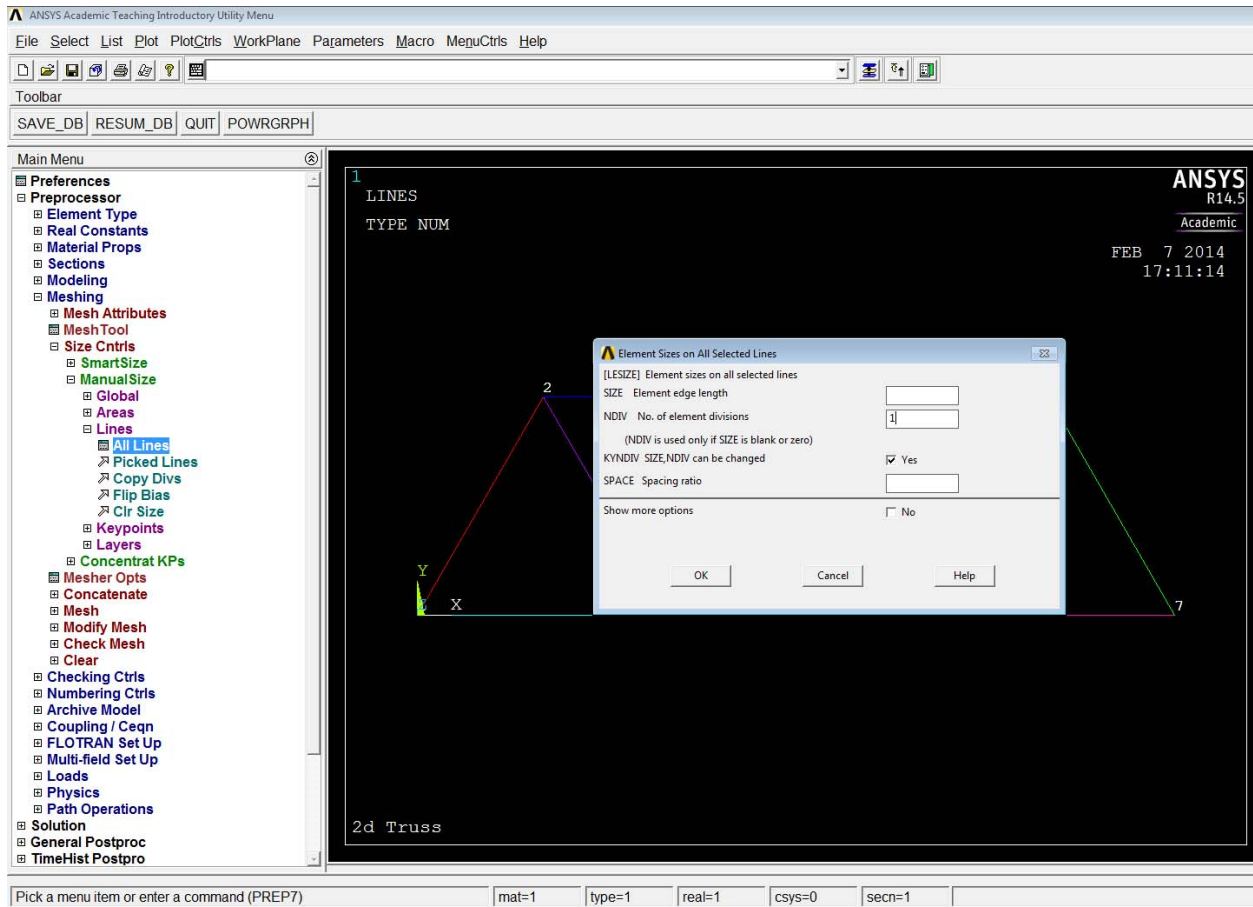 ANSYS Academic Teaching Introductory Utility Menu
File Select List Plot PlotCtrls WorkPlane Parameters Macro MenuCtrls Help
Toolbar
SAVE_DB RESUM_DB QUIT POWRGRPH
Main Menu
Preferences
Preprocessor
Element Type
Real Constants
Material Props
Sections
Modeling
Meshing
Mesh Attributes
MeshTool
Size Cntrls
SmartSize
ManualSize
Global
Areas
Lines
All Lines
Picked Lines
Copy Divs
Flip Bias
Clr Size
Keypoints
Layers
Concentrat KPs
Mesher Opts
Concatenate
Mesh
Modify Mesh
Check Mesh
Clear
Checking Ctrls
Numbering Ctrls
Archive Model
Coupling / Ceqn
FLOTRAN Set Up
Multi-field Set Up
Loads
Physics
Path Operations
Solution
General Postproc
TimeHist Postpro
1
LINES
TYPE NUM
ANSYS
R14.5
Academic
FEB 7 2014
17:11:14
Element Sizes on All Selected Lines
[LESIZE] Element sizes on all selected lines
SIZE Element edge length
NDIV No. of element divisions 1
(NDIV is used only if SIZE is blank or zero)
KYNDIV SIZE,NDIV can be changed Yes
SPACE Spacing ratio
Show more options No
OK Cancel Help
2
Y
X
7
2d Truss
Pick a menu item or enter a command (PREP7) mat=1 type=1 real=1 csys=0 secn=1